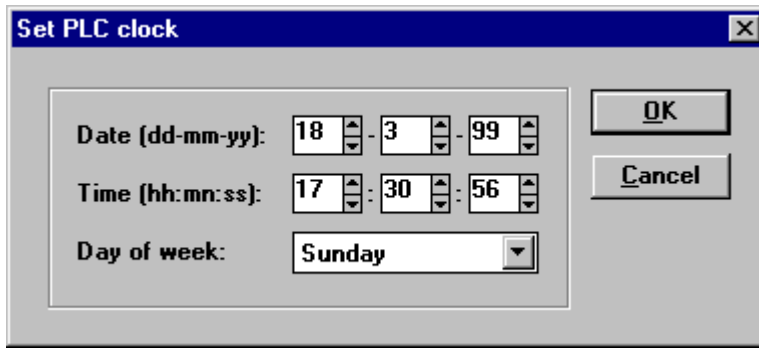 Set PLC clock
Date (dd-mm-yy): 18 - 3 - 99
OK
Time (hh:mn:ss): 17 : 30 : 56
Cancel
Day of week: Sunday